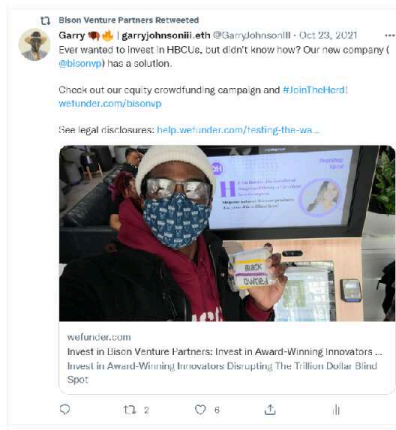 Bison Venture Partners Retweeted
Garry | garryjohnsoniii.eth @GarryJohnsonIII · Oct 23, 2021
Ever wanted to invest in HBCUs, but didn't know how? Our new company (
@bisonvp) has a solution.
Check out our equity crowdfunding campaign and #JoinTheHerd!
wefunder.com/bisonvp
See legal disclosures: help.wefunder.com/testing-the-wa...
H
BLACK
OWNED
wefunder.com
Invest in Bison Venture Partners: Invest in Award-Winning Innovators ...
Invest in Award-Winning Innovators Disrupting The Trillion Dollar Blind
Spot
2
6